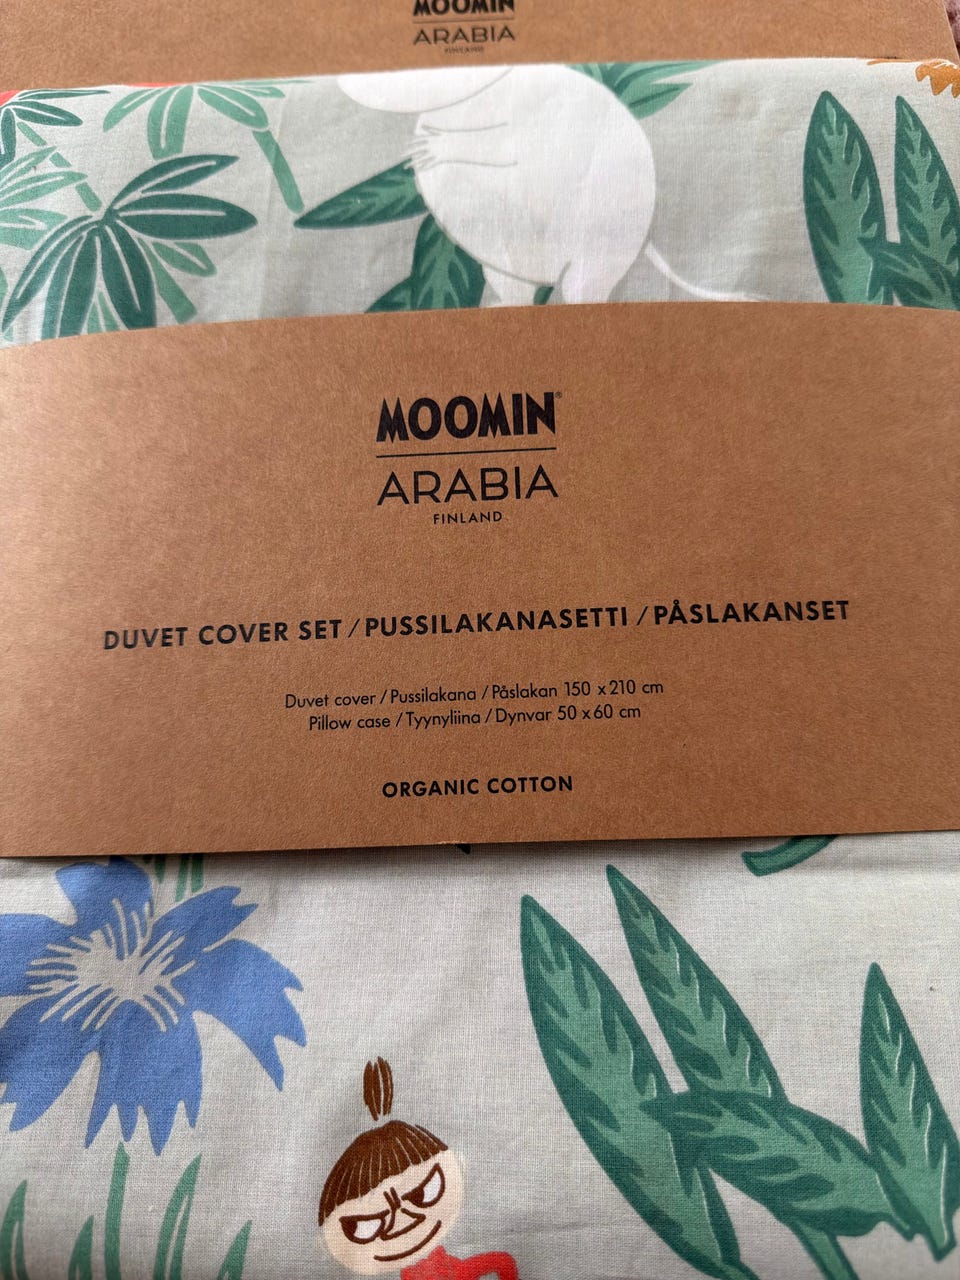 MOOMIN
ARABIA
FINLAND
MOOMIN®
ARABIA
FINLAND
DUVET COVER SET / PUSSILAKANASETTI / PÅSLAKANSET
Duvet cover / Pussilakana / Påslakan 150 x 210 cm
Pillow case / Tyynyliina / Dynvar 50 x 60 cm
ORGANIC COTTON